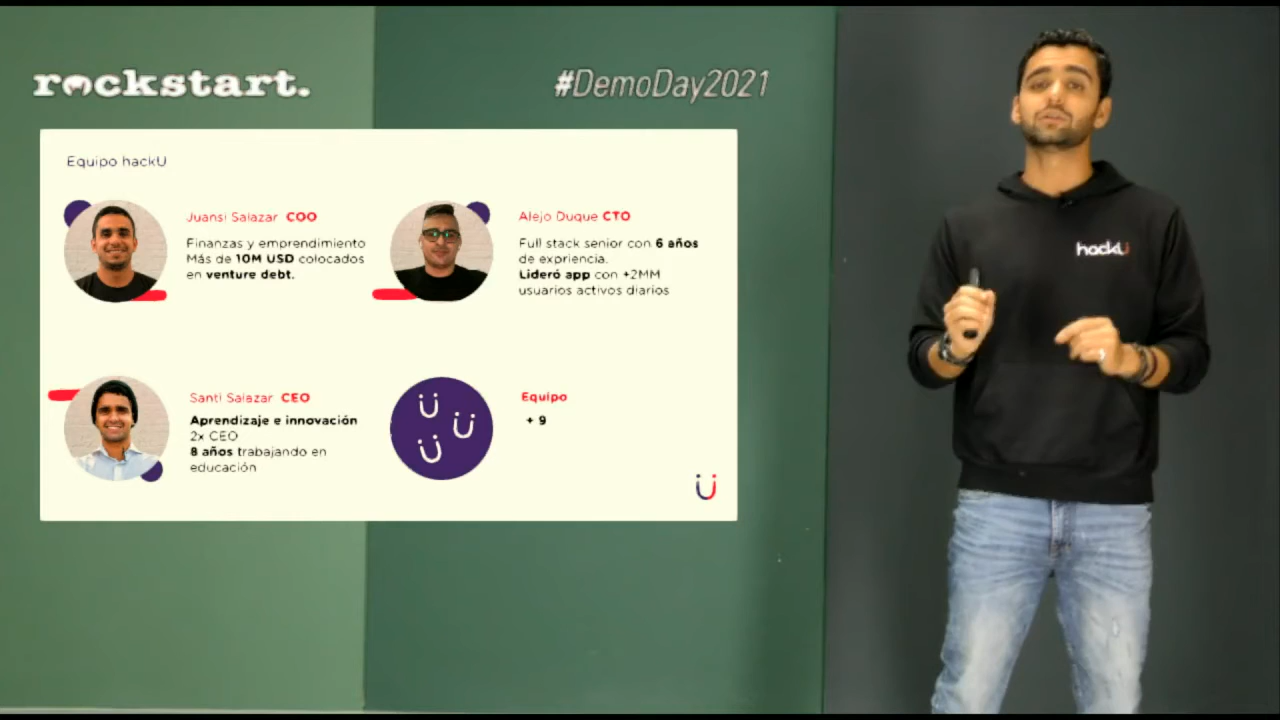 rockstart.
#DemoDay2021
Equipo hackU
Juansi Salazar COO
Finanzas y emprendimiento
Más de 10M USD colocados
en venture debt.
Alejo Duque CTO
Full stack senior con 6 años
de expriencia.
Lideró app con +2MM
usuarios activos diarios
Santi Salazar CEO
Aprendizaje e innovación
2x CEO
8 años trabajando en
educación
Equipo
+ 9
hackÜ